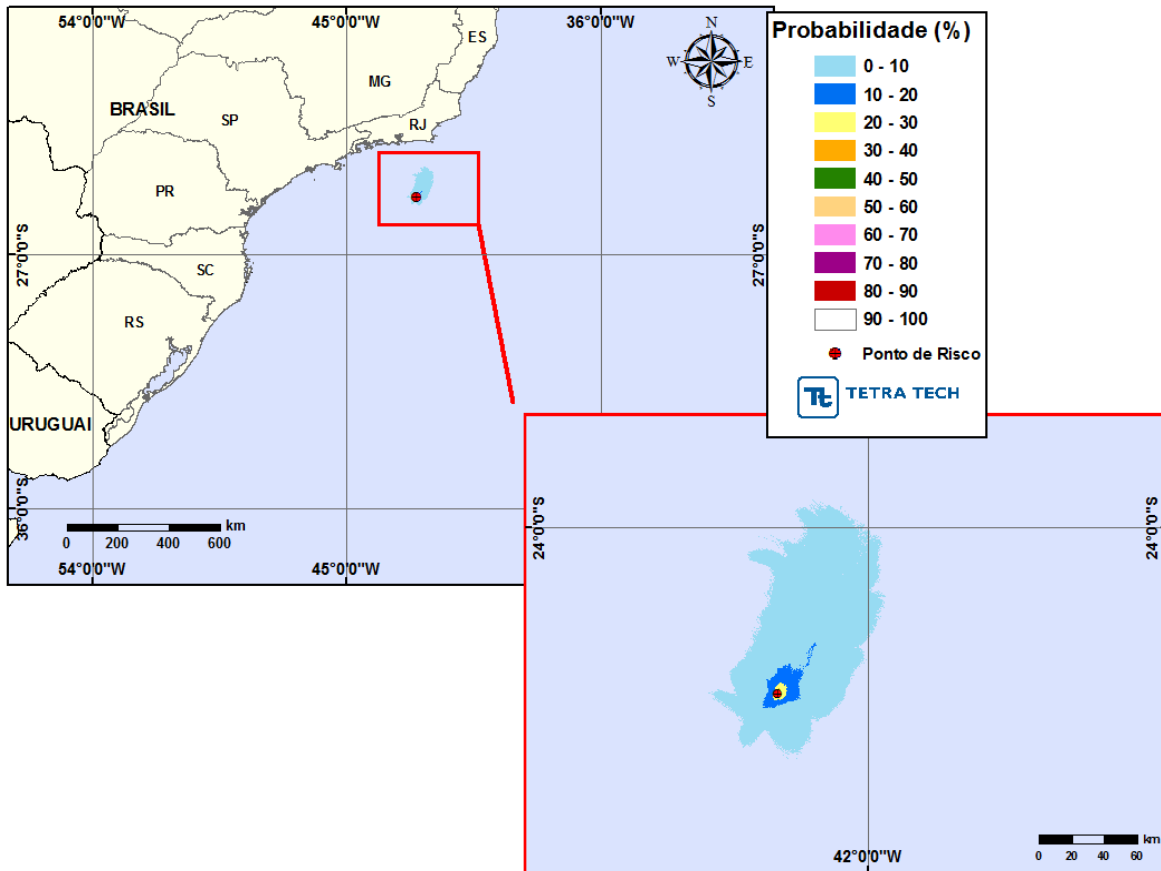 54°0'0"W
45°0'0"W
36°0'0"W
Probabilidade (%)
0 - 10
10 - 20
20 - 30
30 - 40
40 - 50
50 - 60
60 - 70
70 - 80
80 - 90
90 - 100
Ponto de Risco
Tt TETRA TECH
N
W E
S
ES
MG
BRASIL
SP
RJ
PR
27°0'0"S
27°0'0"S
SC
RS
URUGUAI
36°0'0"S
km
0 200 400 600
54°0'0"W
45°0'0"W
24°0'0"S
24°0'0"S
42°0'0"W
km
0 20 40 60